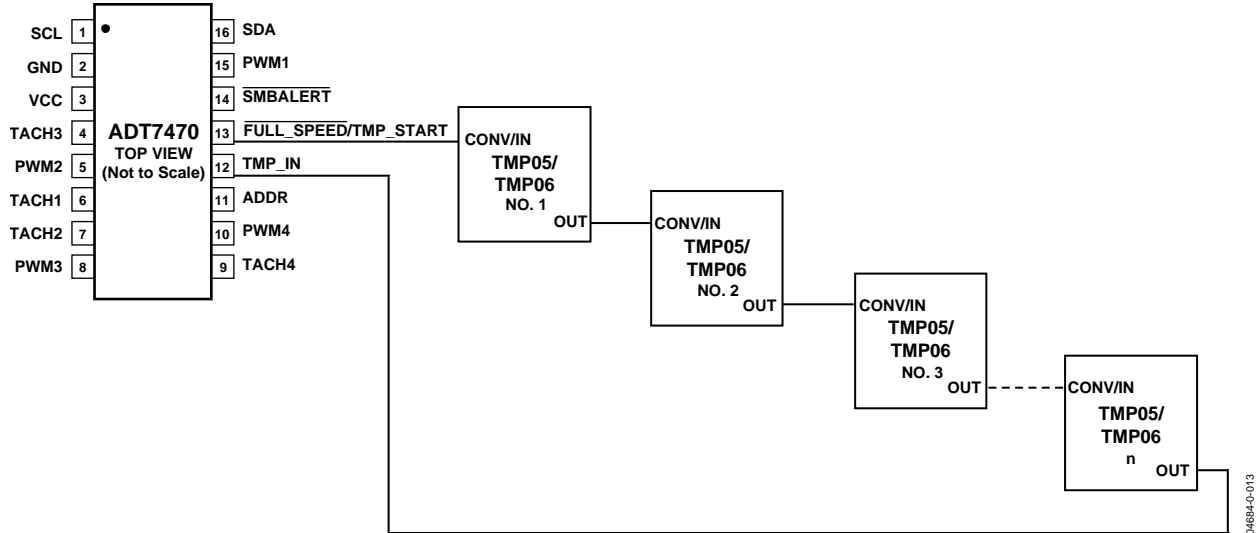 SCL 1
GND 2
VCC 3
TACH3 4
PWM2 5
TACH1 6
TACH2 7
PWM3 8
ADT7470
TOP VIEW
(Not to Scale)
16 SDA
15 PWM1
14 SMBALERT
13 FULL_SPEED/TMP_START
12 TMP_IN
11 ADDR
10 PWM4
9 TACH4
CONV/IN
TMP05/
TMP06
NO. 1
OUT
CONV/IN
TMP05/
TMP06
NO. 2
OUT
CONV/IN
TMP05/
TMP06
NO. 3
OUT
CONV/IN
TMP05/
TMP06
n
OUT
04684-0-013